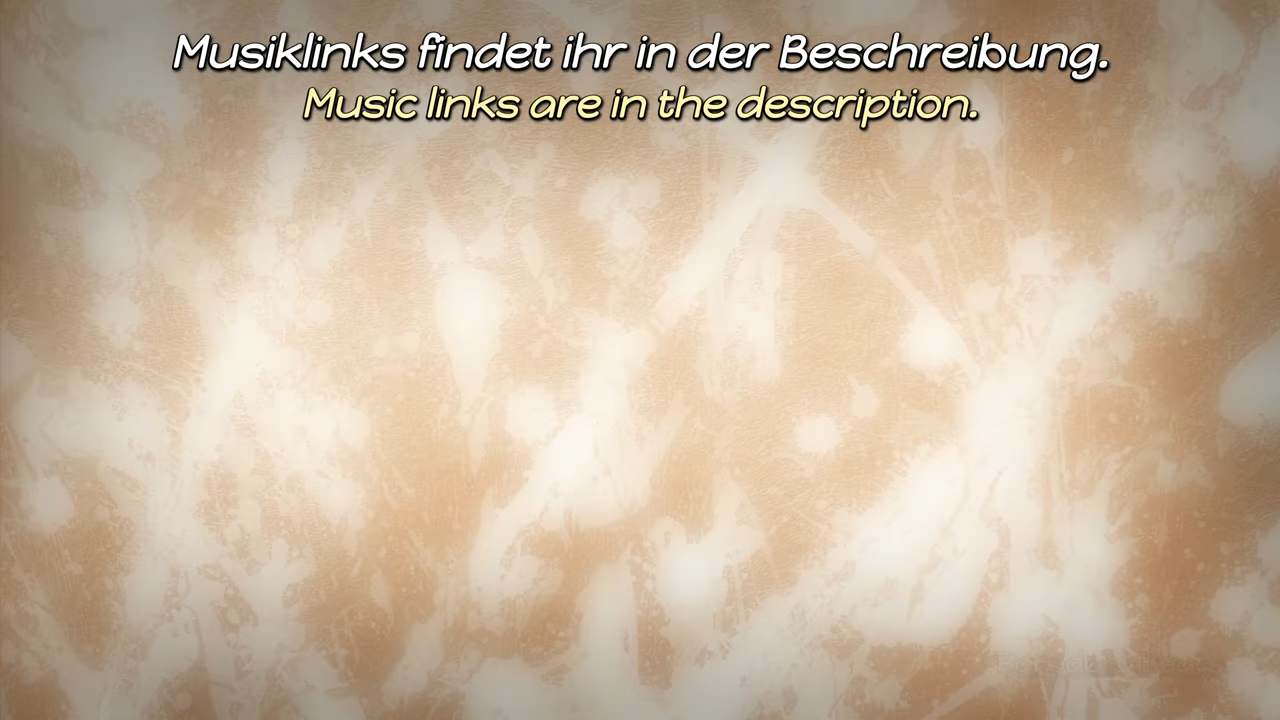 Musiklinks findet ihr in der Beschreibung.
Music links are in the description.